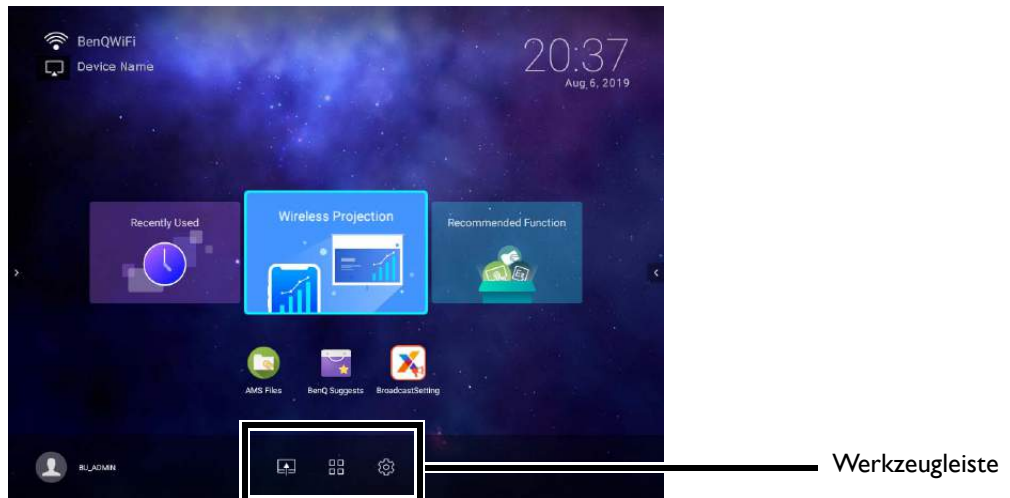 BenQWiFi
Device Name
20:37
Aug 6, 2019
Recently Used
Wireless Projection
Recommended Function
AMS Files
BenQ Suggests
BroadcastSetting
BU_ADMIN
Werkzeugleiste